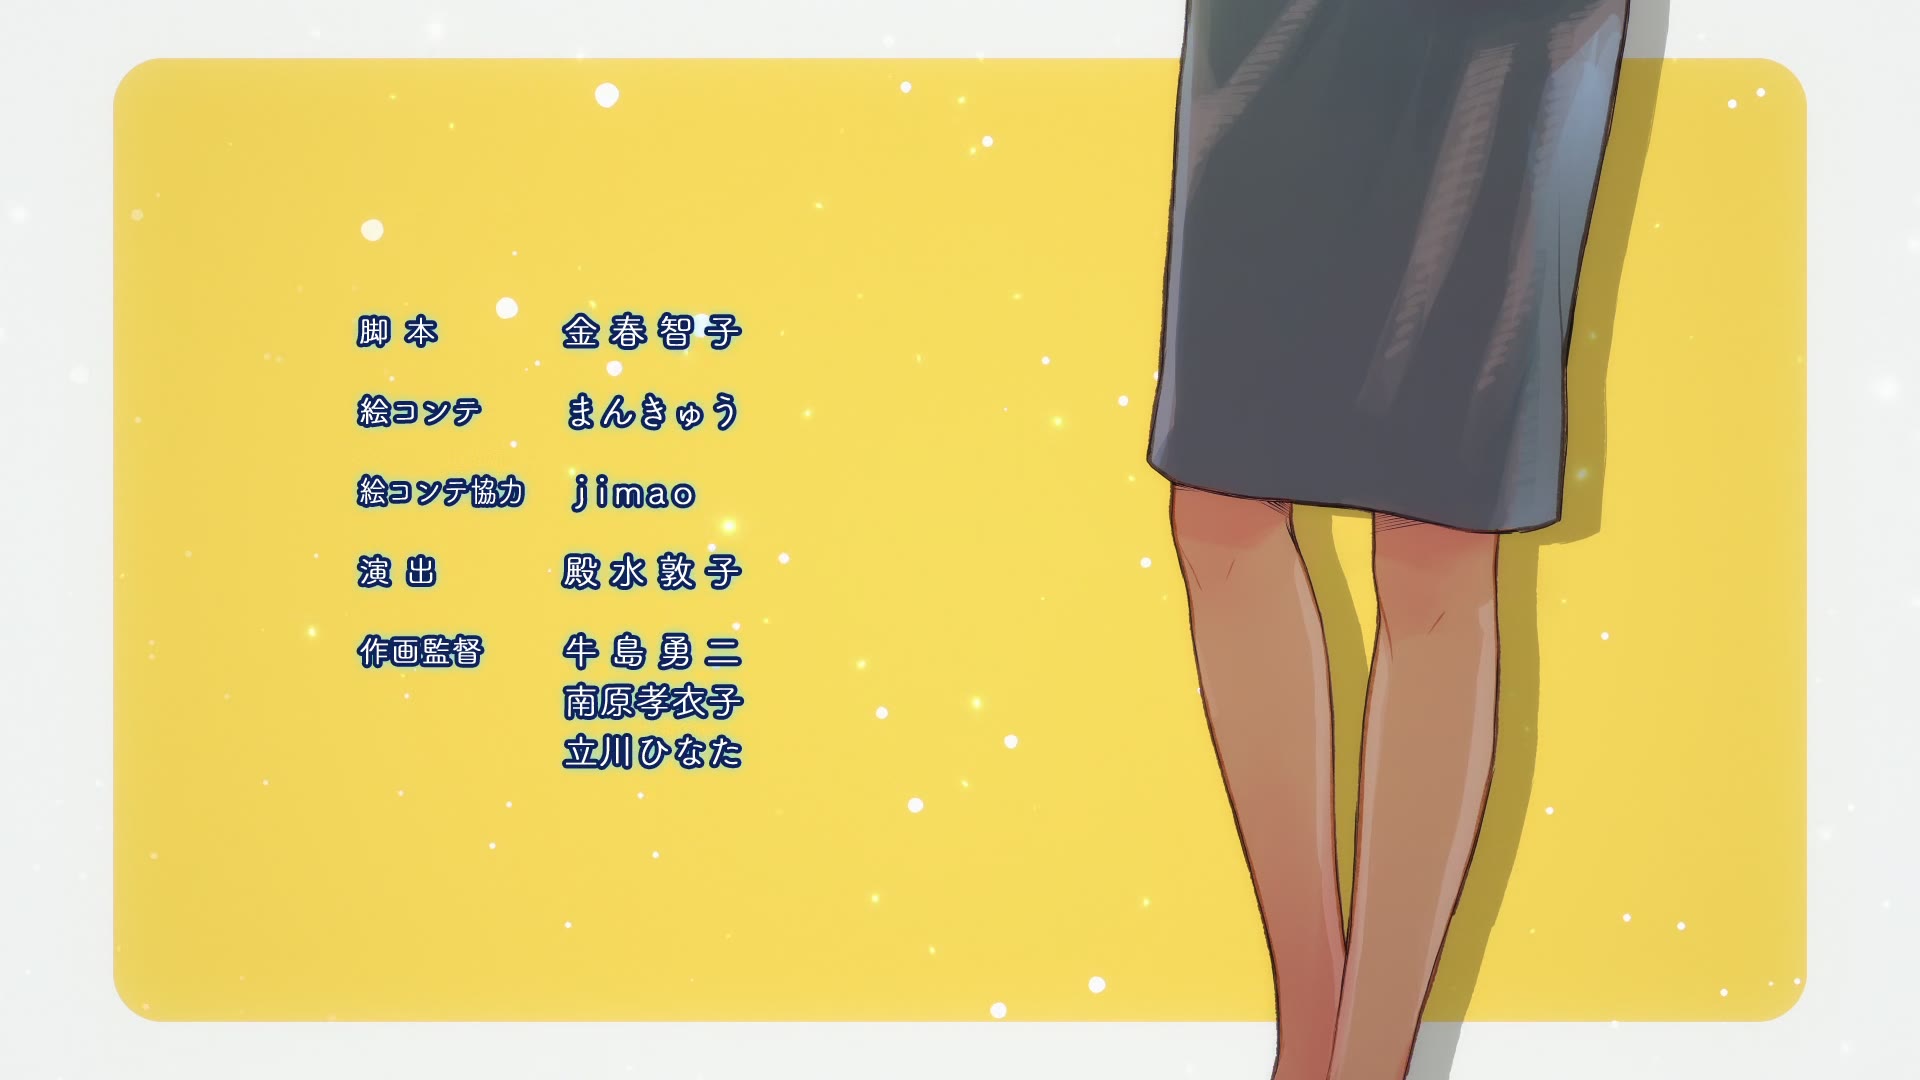 脚本 金春智子
絵コンテ まんきゅう
絵コンテ協力 jimao
演出 殿水敦子
作画監督 牛島勇二
南原孝衣子
立川ひなた